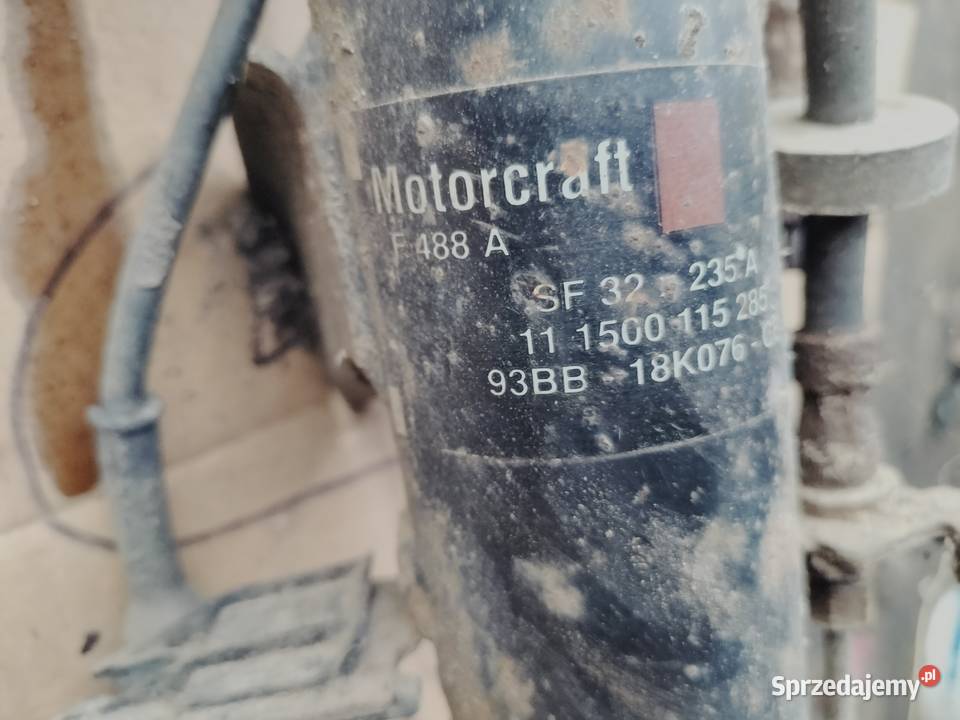 Motorcraft
F 488 A
SF 32 - 235 A
11 1500 115 285
93BB - 18K076 -
Sprzedajemy.pl